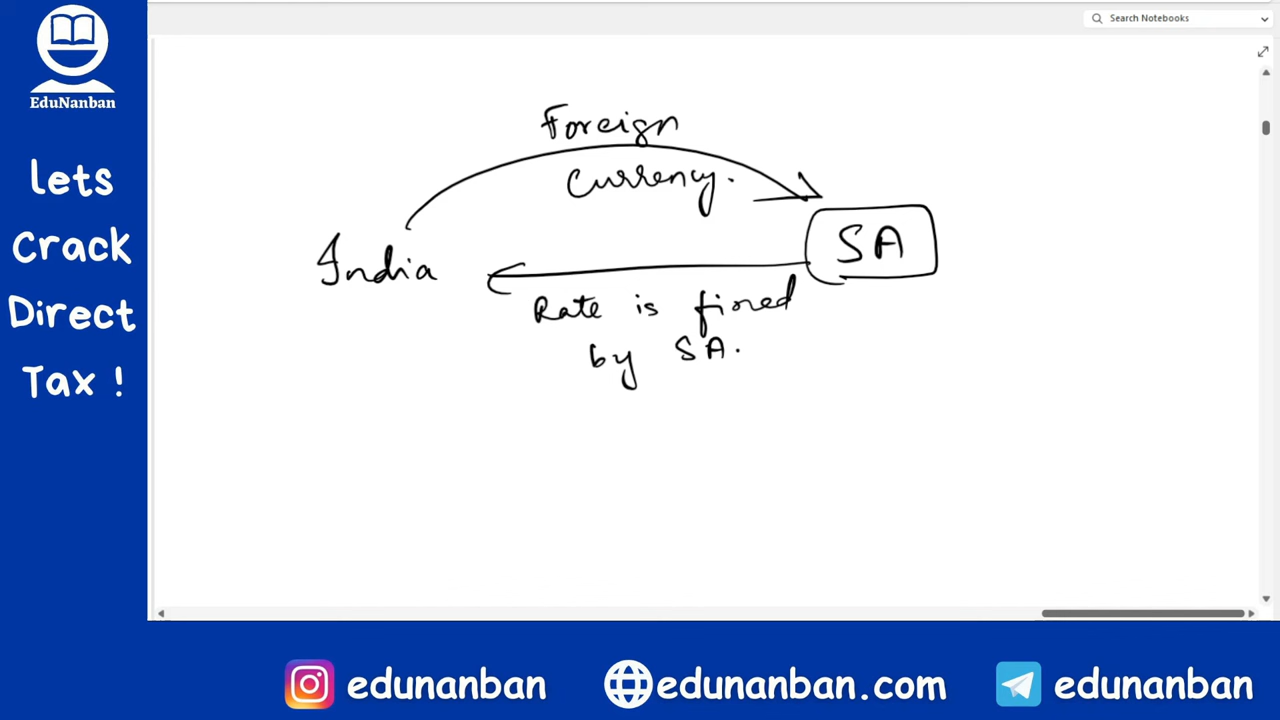 Search Notebooks
EduNanban
Lets
Crack
Direct
Tax !
Foreign
Currency.
India
SA
Rate is fixed
by SA.
edunanban
edunanban.com
edunanban